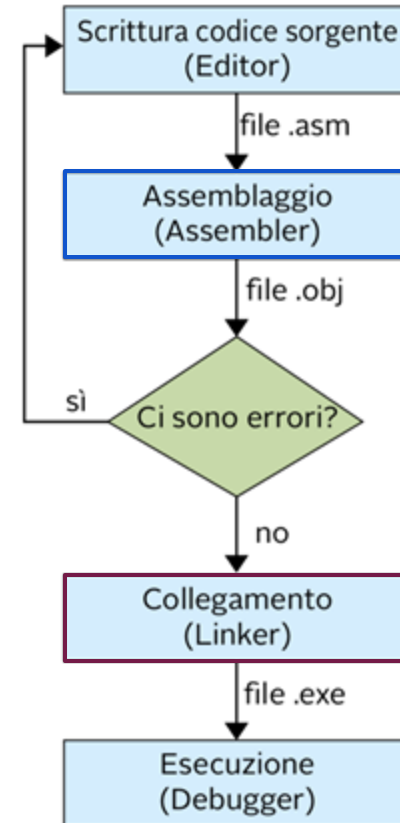 Scrittura codice sorgente
(Editor)
file .asm
Assemblaggio
(Assembler)
file .obj
sì
Ci sono errori?
no
Collegamento
(Linker)
file .exe
Esecuzione
(Debugger)